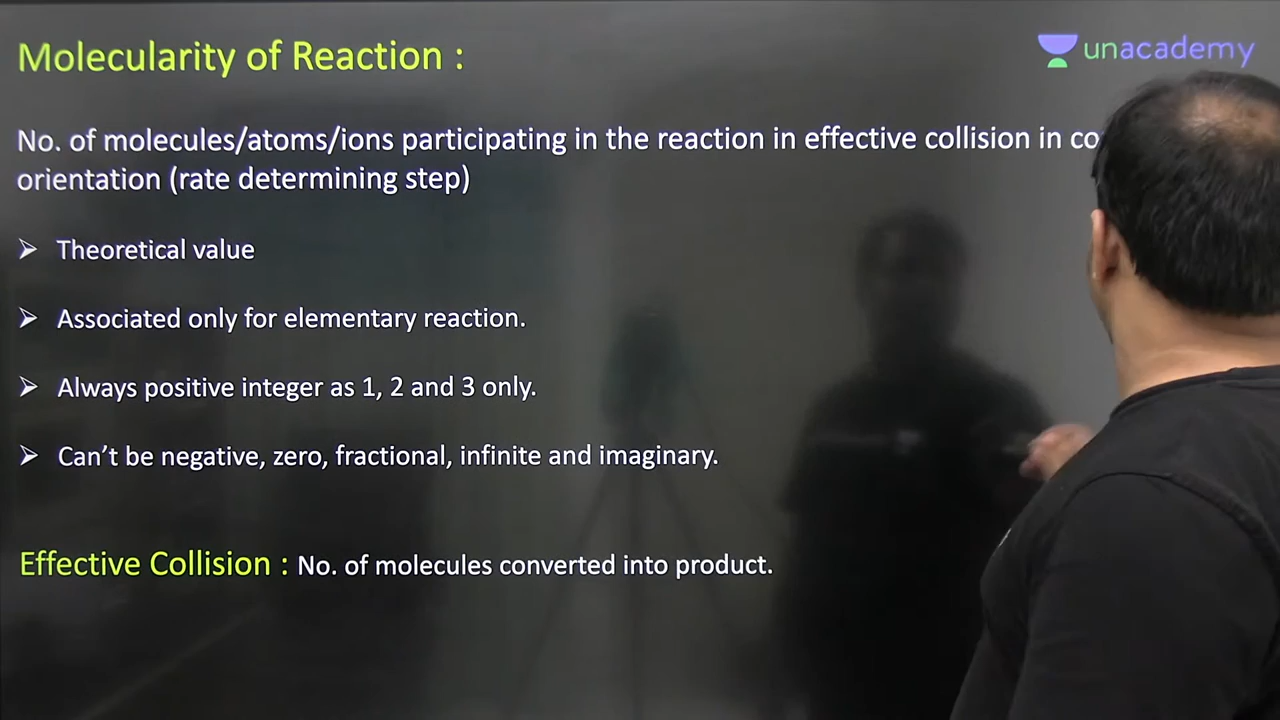 Molecularity of Reaction :
unacademy
No. of molecules/atoms/ions participating in the reaction in effective collision in
orientation (rate determining step)
➢ Theoretical value
➢ Associated only for elementary reaction.
➢ Always positive integer as 1, 2 and 3 only.
➢ Can't be negative, zero, fractional, infinite and imaginary.
Effective Collision : No. of molecules converted into product.